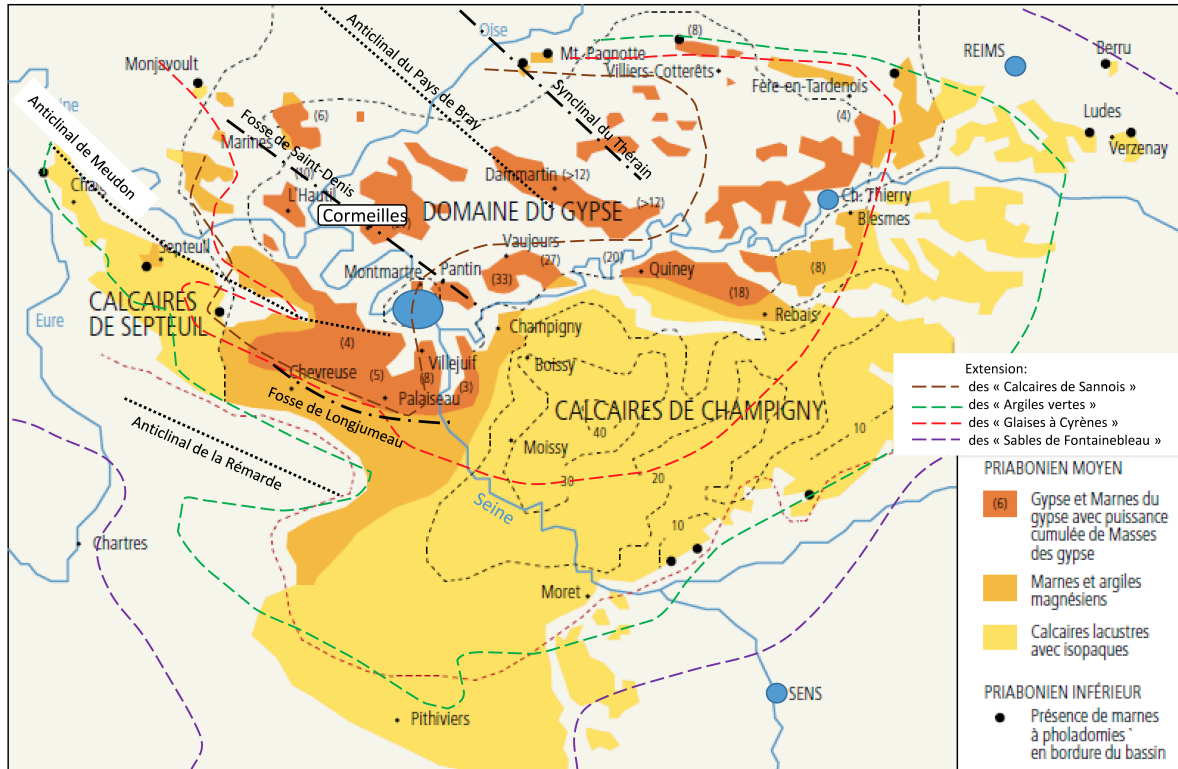 Oise
Anticlinal du Pays de Bray
(8)
Mt. Pagnotte
Villiers-Cotterêts
REIMS
Berru
Monjavoult
Fère-en-Tardenois
Synclinal du Thérain
Anticlinal de Meudon
Fosse de Saint-Denis
(6)
(4)
Ludes
Verzenay
Marines
(10)
Dammartin
(>12)
L'Hautil
Cormeilles
DOMAINE DU GYPSE
(>12)
Ch. Thierry
Blesmes
Septeuil
Vaujours
(27)
(20)
Montmartre
Pantin
(33)
Quiney
(8)
(18)
CALCAIRES
DE SEPTEUIL
Eure
Rebais
Champigny
(4)
Villejuif
Boissy
Chevreuse
(5)
(8)
(3)
Palaiseau
Fosse de Longjumeau
CALCAIRES DE CHAMPIGNY
Anticlinal de la Rémarde
40
10
Moissy
30
20
Seine
10
Chartres
Moret
SENS
Pithiviers
Extension:
des « Calcaires de Sannois »
des « Argiles vertes »
des « Glaises à Cyrènes »
des « Sables de Fontainebleau »
PRIABONIEN MOYEN
(6)
Gypse et Marnes du
gypse avec puissance
cumulée de Masses
des gypse
Marnes et argiles
magnésiens
Calcaires lacustres
avec isopaques
PRIABONIEN INFÉRIEUR
Présence de marnes
à pholadomies
en bordure du bassin